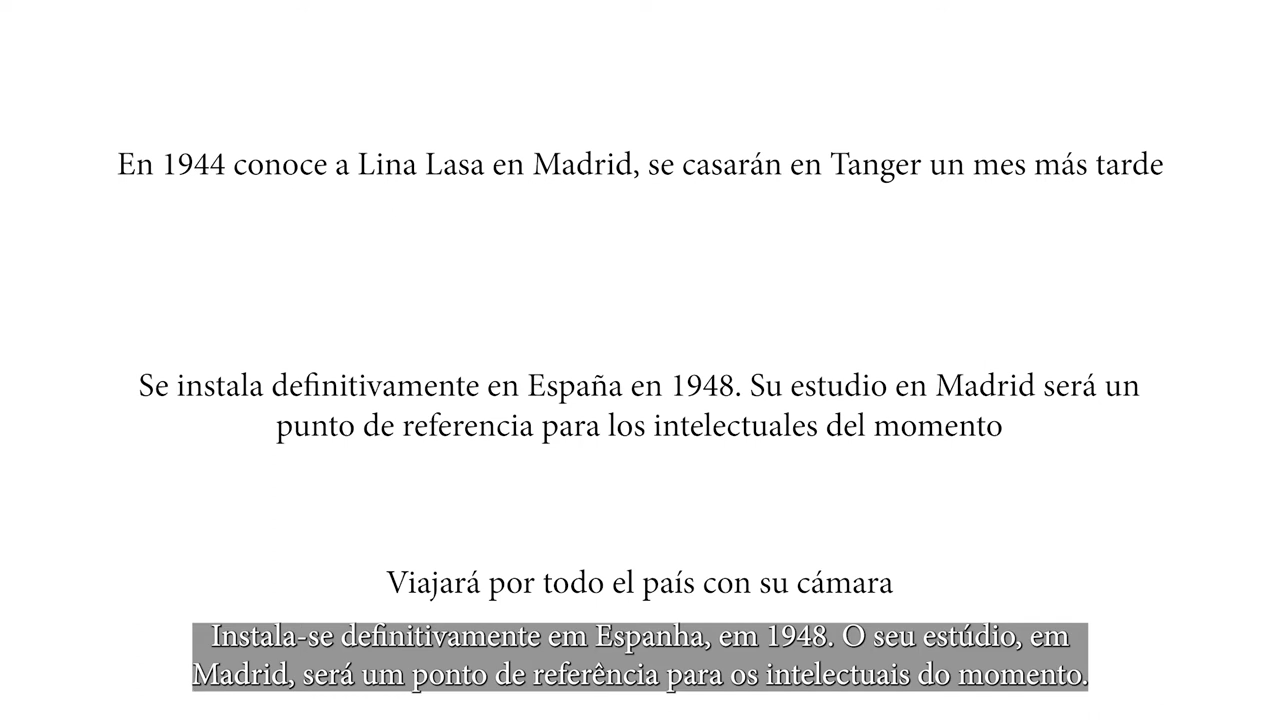 En 1944 conoce a Lina Lasa en Madrid, se casarán en Tanger un mes más tarde
Se instala definitivamente en España en 1948. Su estudio en Madrid será un
punto de referencia para los intelectuales del momento
Viajará por todo el país con su cámara
Instala-se definitivamente em Espanha, em 1948. O seu estúdio, em
Madrid, será um ponto de referência para os intelectuais do momento.